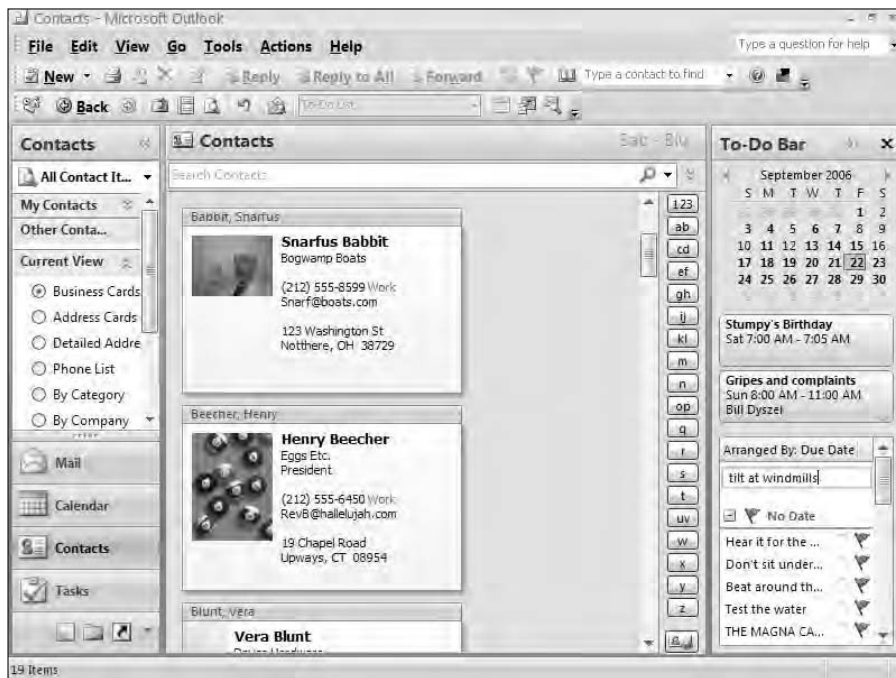 Contacts - Microsoft Outlook
File Edit View Go Tools Actions Help
Type a question for help
New Reply Reply to All Forward Type a contact to find
Back To-Do List
Contacts
All Contact It...
My Contacts
Other Conta...
Current View
Business Cards
Address Cards
Detailed Addre
Phone List
By Category
By Company
Mail
Calendar
Contacts
Tasks
19 Items
Contacts
Search Contacts
Babbit, Snarfus
Snarfus Babbit
Bogwamp Boats
(212) 555-8599 Work
Snarf@boats.com
123 Washington St
Notthere, OH 38729
Beecher, Henry
Henry Beecher
Eggs Etc.
President
(212) 555-6450 Work
RevB@hallelujah.com
19 Chapel Road
Upways, CT 08954
Blunt, Vera
Vera Blunt
123
ab
cd
ef
gh
ij
kl
m
n
op
q
r
s
t
uv
w
x
y
z
To-Do Bar
September 2006
S M T W T F S
1 2
3 4 5 6 7 8 9
10 11 12 13 14 15 16
17 18 19 20 21 22 23
24 25 26 27 28 29 30
Stumpy's Birthday
Sat 7:00 AM - 7:05 AM
Gripes and complaints
Sun 8:00 AM - 11:00 AM
Bill Dyszel
Arranged By: Due Date
tilt at windmills
No Date
Hear it for the ...
Don't sit under...
Beat around th...
Test the water
THE MAGNA CA...